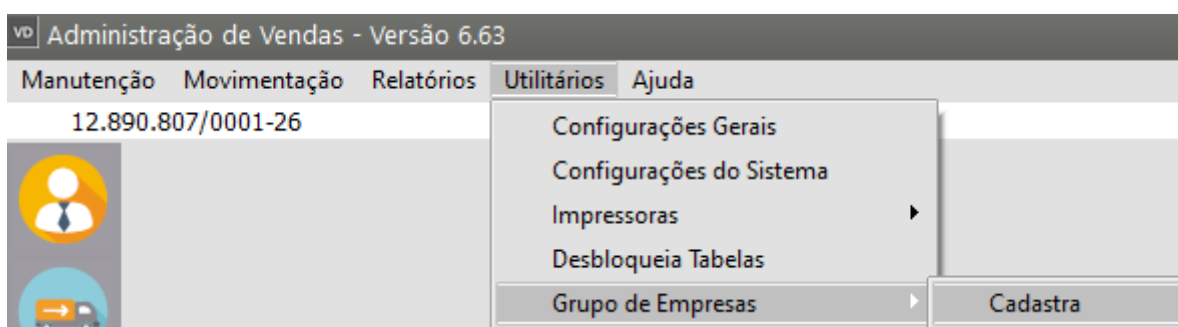 VD Administração de Vendas - Versão 6.63
Manutenção Movimentação Relatórios Utilitários Ajuda
12.890.807/0001-26
Configurações Gerais
Configurações do Sistema
Impressoras
Desbloqueia Tabelas
Grupo de Empresas Cadastra